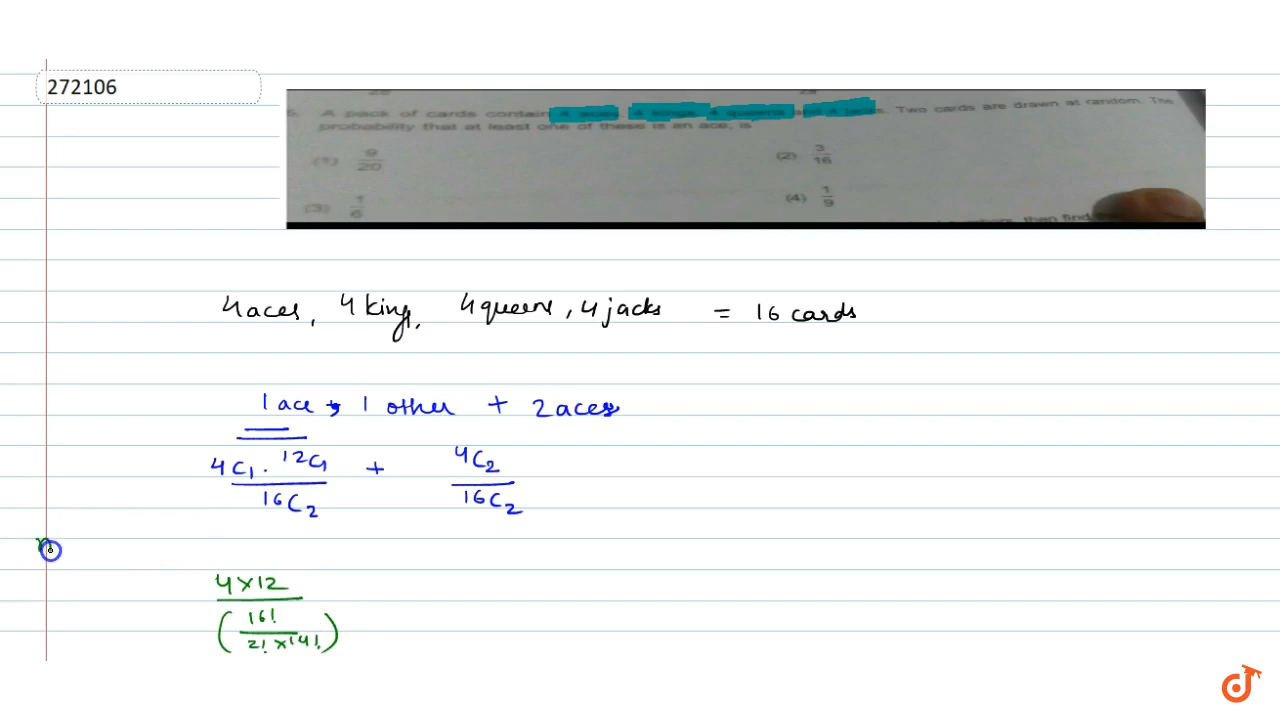 272106
A pack of cards contain 4 aces, 4 kings, 4 queens and 4 jacks. Two cards are drawn at random. The
probability that at least one of these is an ace, is
(1) 9/20
(2) 3/16
(3) 1/6
(4) 1/9
then find
4 aces, 4 king, 4 queens, 4 jacks = 16 cards
1 ace, 1 other + 2 aces
4C1 . 12C1 / 16C2 + 4C2 / 16C2
n
4×12
(16! / 2! × 14!)